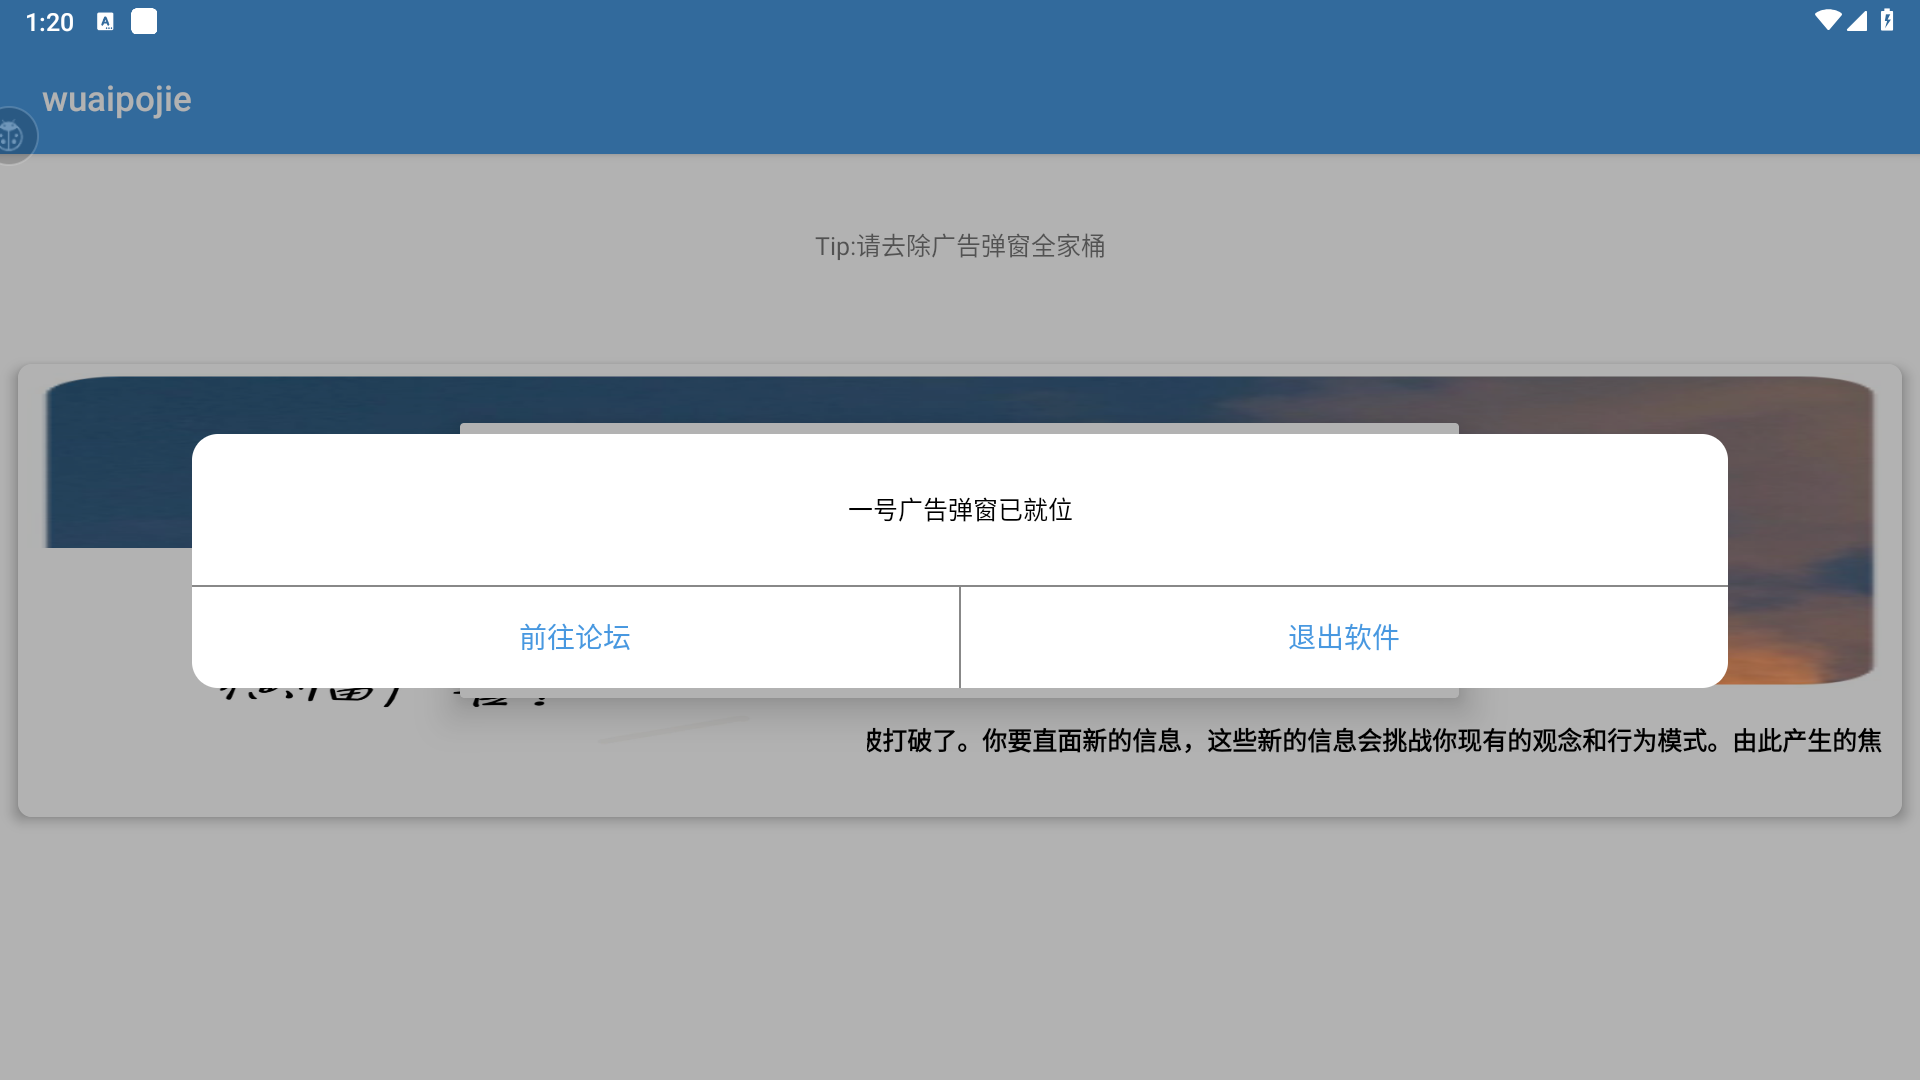 1:20
wuaipojie
Tip:请去除广告弹窗全家桶
一号广告弹窗已就位
前往论坛
退出软件
打破了。你要直面新的信息，这些新的信息会挑战你现有的观念和行为模式。由此产生的焦